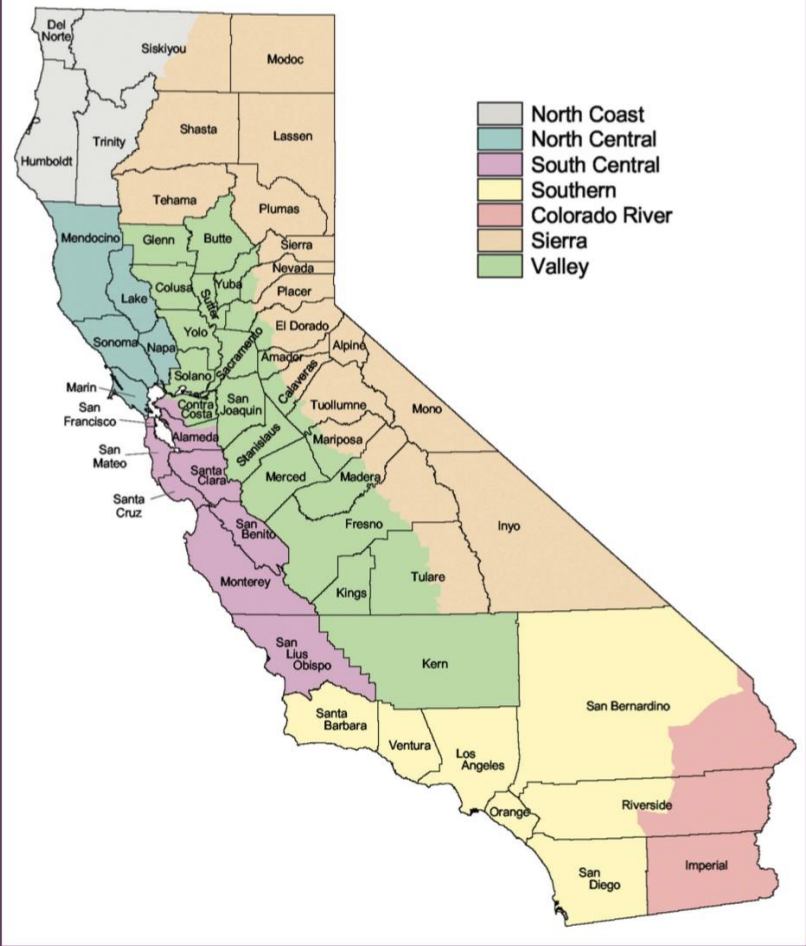 Del
Norte
Siskiyou
Modoc
Humboldt
Trinity
Shasta
Lassen
Tehama
Plumas
Mendocino
Glenn
Butte
Sierra
Nevada
Lake
Colusa
Sutter
Yuba
Placer
Sonoma
Napa
Yolo
Sacramento
El Dorado
Alpine
Amador
Solano
Calaveras
Marin
San
Francisco
Contra
Costa
San
Joaquin
Tuollumne
Mono
Alameda
Stanislaus
Mariposa
San
Mateo
Santa
Clara
Merced
Madera
Santa
Cruz
San
Benito
Fresno
Inyo
Monterey
Kings
Tulare
San
Lius
Obispo
Kern
San Bernardino
Santa
Barbara
Ventura
Los
Angeles
Orange
Riverside
San
Diego
Imperial
North Coast
North Central
South Central
Southern
Colorado River
Sierra
Valley